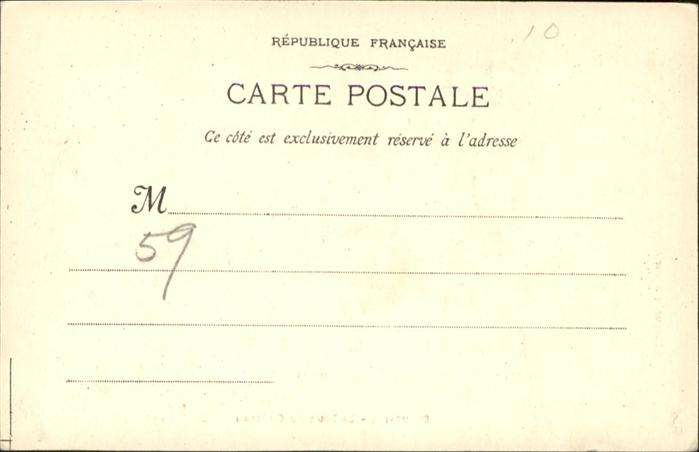 10
RÉPUBLIQUE FRANÇAISE
CARTE POSTALE
Ce côté est exclusivement réservé à l'adresse
M
59